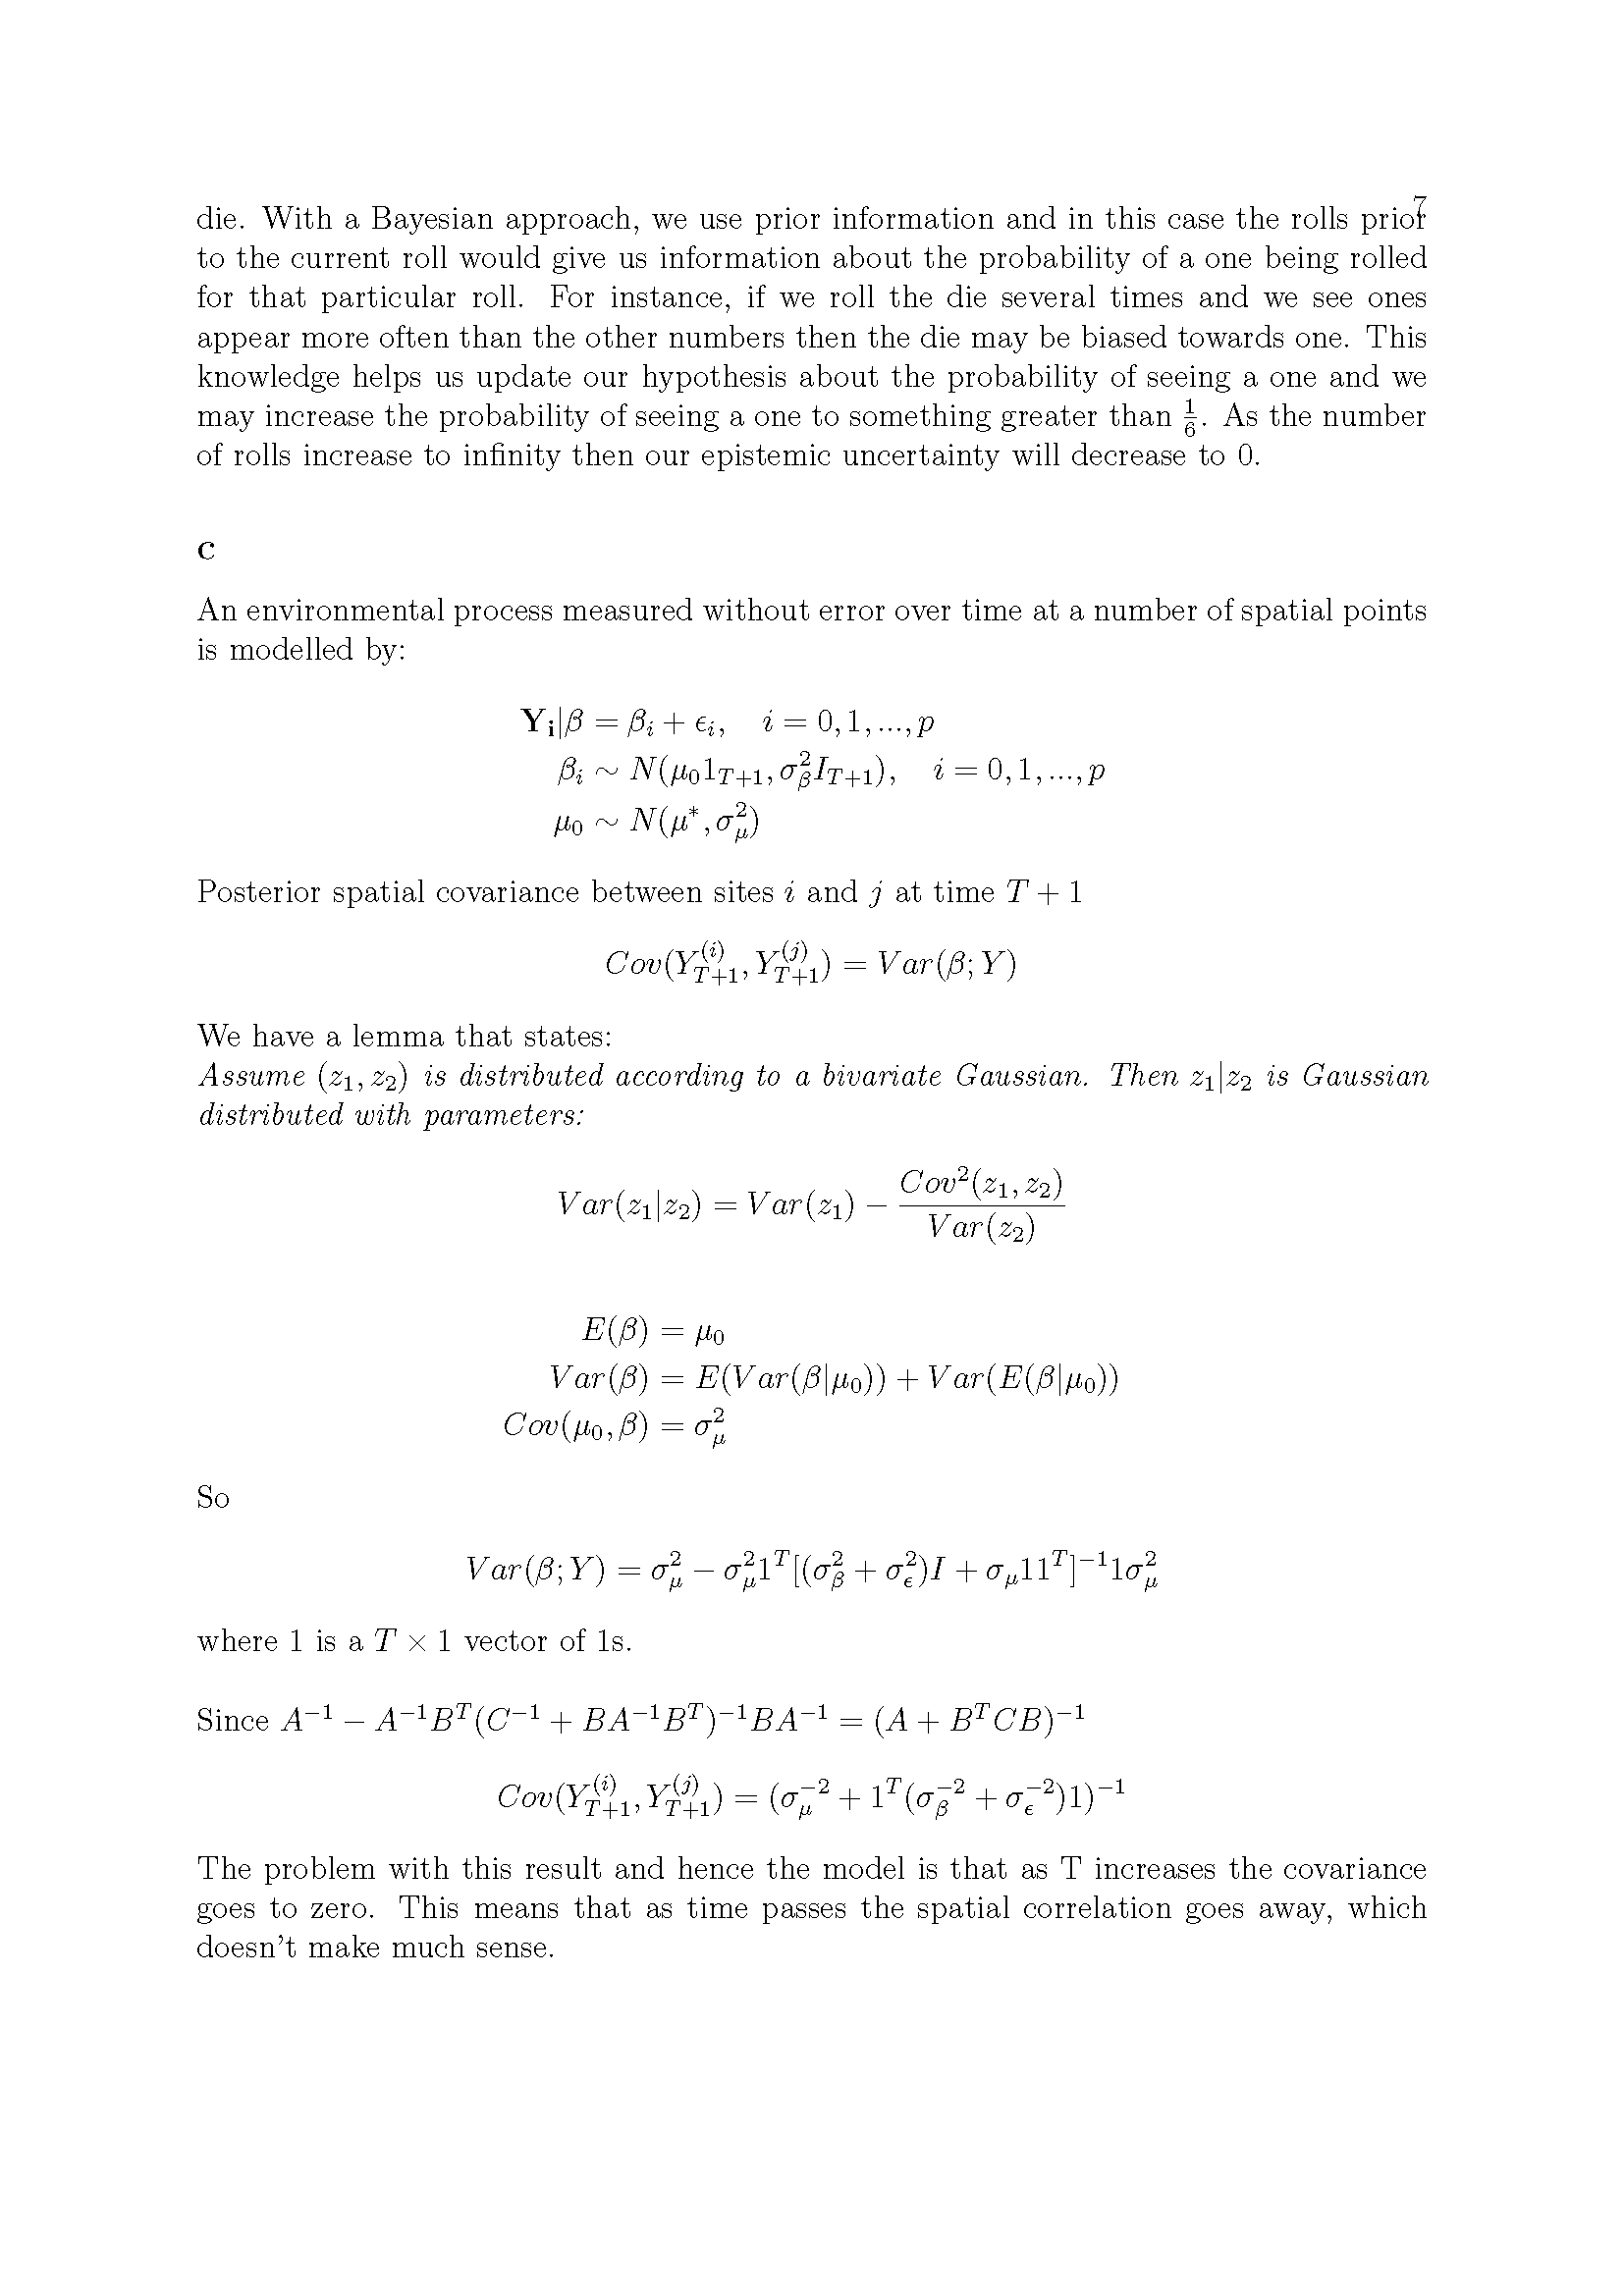 7
die. With a Bayesian approach, we use prior information and in this case the rolls prior
to the current roll would give us information about the probability of a one being rolled
for that particular roll. For instance, if we roll the die several times and we see ones
appear more often than the other numbers then the die may be biased towards one. This
knowledge helps us update our hypothesis about the probability of seeing a one and we
may increase the probability of seeing a one to something greater than $\frac{1}{6}$. As the number
of rolls increase to infinity then our epistemic uncertainty will decrease to 0.
c
An environmental process measured without error over time at a number of spatial points
is modelled by:
$\mathbf{Y_i}|\beta = \beta_i + \epsilon_i, \quad i = 0, 1, ..., p$
$\beta_i \sim N(\mu_0 1_{T+1}, \sigma_\beta^2 I_{T+1}), \quad i = 0, 1, ..., p$
$\mu_0 \sim N(\mu^*, \sigma_\mu^2)$
Posterior spatial covariance between sites $i$ and $j$ at time $T + 1$
$Cov(Y_{T+1}^{(i)}, Y_{T+1}^{(j)}) = Var(\beta; Y)$
We have a lemma that states:
Assume $(z_1, z_2)$ is distributed according to a bivariate Gaussian. Then $z_1|z_2$ is Gaussian
distributed with parameters:
$Var(z_1|z_2) = Var(z_1) - \frac{Cov^2(z_1, z_2)}{Var(z_2)}$
$E(\beta) = \mu_0$
$Var(\beta) = E(Var(\beta|\mu_0)) + Var(E(\beta|\mu_0))$
$Cov(\mu_0, \beta) = \sigma_\mu^2$
So
$Var(\beta; Y) = \sigma_\mu^2 - \sigma_\mu^2 1^T[(\sigma_\beta^2 + \sigma_\epsilon^2)I + \sigma_\mu 11^T]^{-1} 1\sigma_\mu^2$
where 1 is a $T \times 1$ vector of 1s.
Since $A^{-1} - A^{-1}B^T(C^{-1} + BA^{-1}B^T)^{-1}BA^{-1} = (A + B^TCB)^{-1}$
$Cov(Y_{T+1}^{(i)}, Y_{T+1}^{(j)}) = (\sigma_\mu^{-2} + 1^T(\sigma_\beta^{-2} + \sigma_\epsilon^{-2})1)^{-1}$
The problem with this result and hence the model is that as T increases the covariance
goes to zero. This means that as time passes the spatial correlation goes away, which
doesn't make much sense.